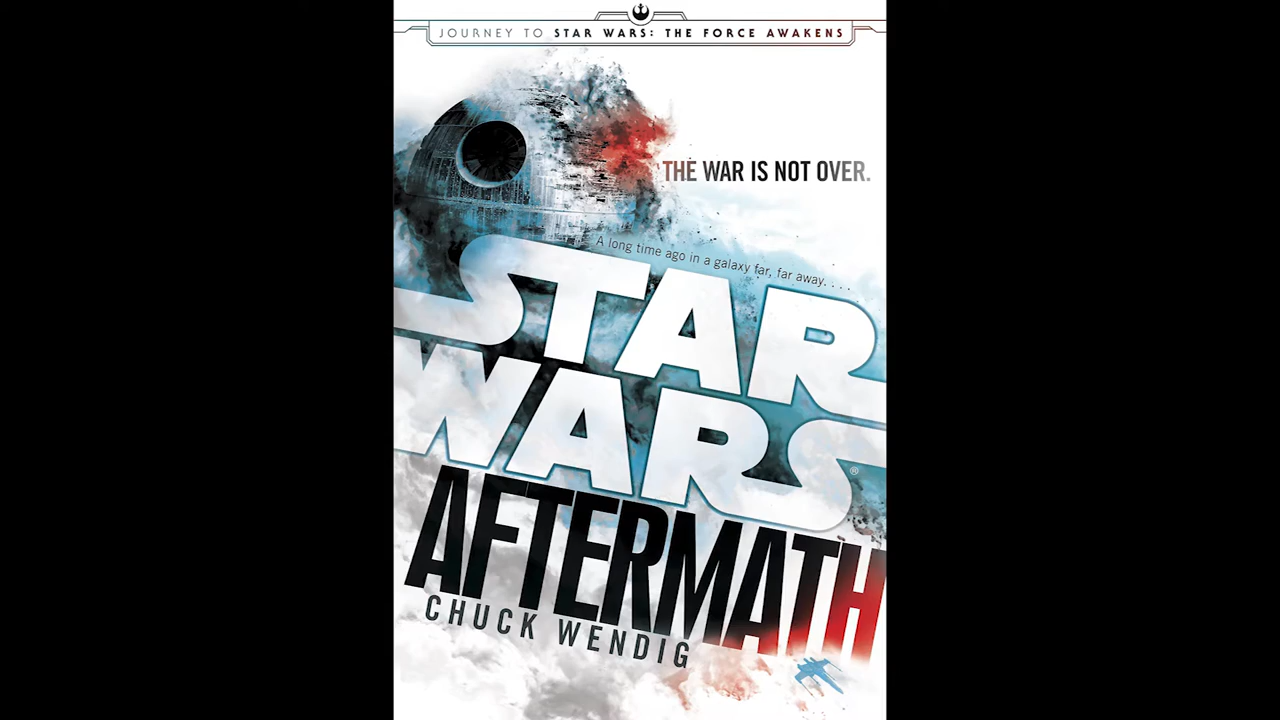 JOURNEY TO STAR WARS: THE FORCE AWAKENS
THE WAR IS NOT OVER.
A long time ago in a galaxy far, far away. . . .
STAR
WARS®
AFTERMATH
CHUCK WENDIG